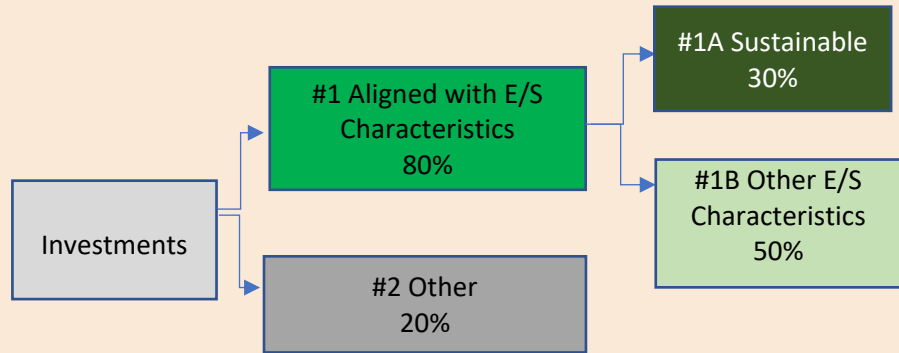 Investments
#1 Aligned with E/S
Characteristics
80%
#2 Other
20%
#1A Sustainable
30%
#1B Other E/S
Characteristics
50%